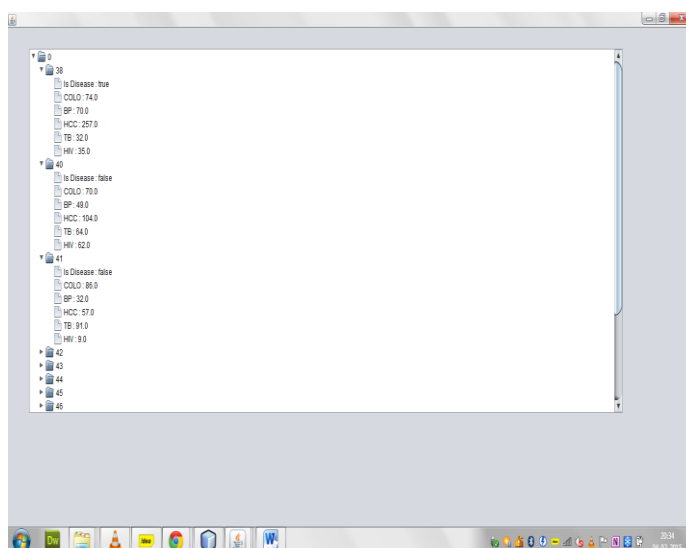 0
38
Is Disease : true
COLO : 74.0
BP : 70.0
HCC : 257.0
TB : 32.0
HIV : 35.0
40
Is Disease : false
COLO : 70.0
BP : 49.0
HCC : 104.0
TB : 64.0
HIV : 62.0
41
Is Disease : false
COLO : 86.0
BP : 32.0
HCC : 57.0
TB : 91.0
HIV : 9.0
42
43
44
45
46
Dw
20:34